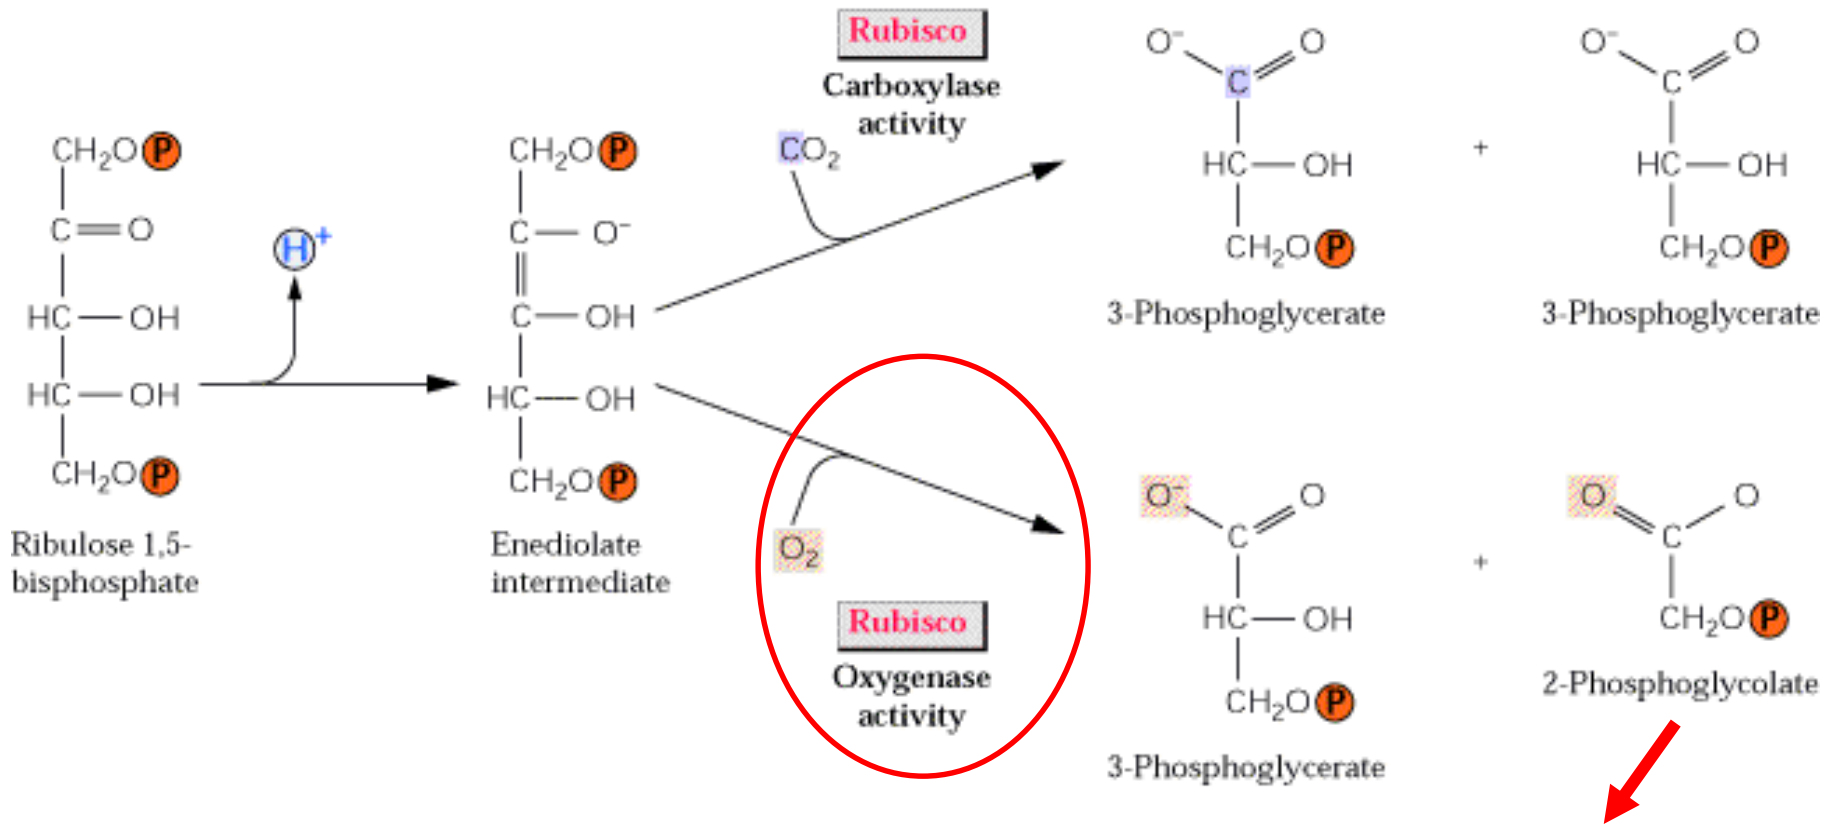 Rubisco
Carboxylase
activity
CO₂
CH₂O P
C O
HC OH
HC OH
CH₂O P
Ribulose 1,5-
bisphosphate
H⁺
CH₂O P
C O⁻
C OH
HC OH
CH₂O P
Enediolate
intermediate
O⁻ O
C
HC OH
CH₂O P
3-Phosphoglycerate
+
O⁻ O
C
HC OH
CH₂O P
3-Phosphoglycerate
O₂
Rubisco
Oxygenase
activity
O⁻ O
C
HC OH
CH₂O P
3-Phosphoglycerate
+
O O
C
CH₂O P
2-Phosphoglycolate